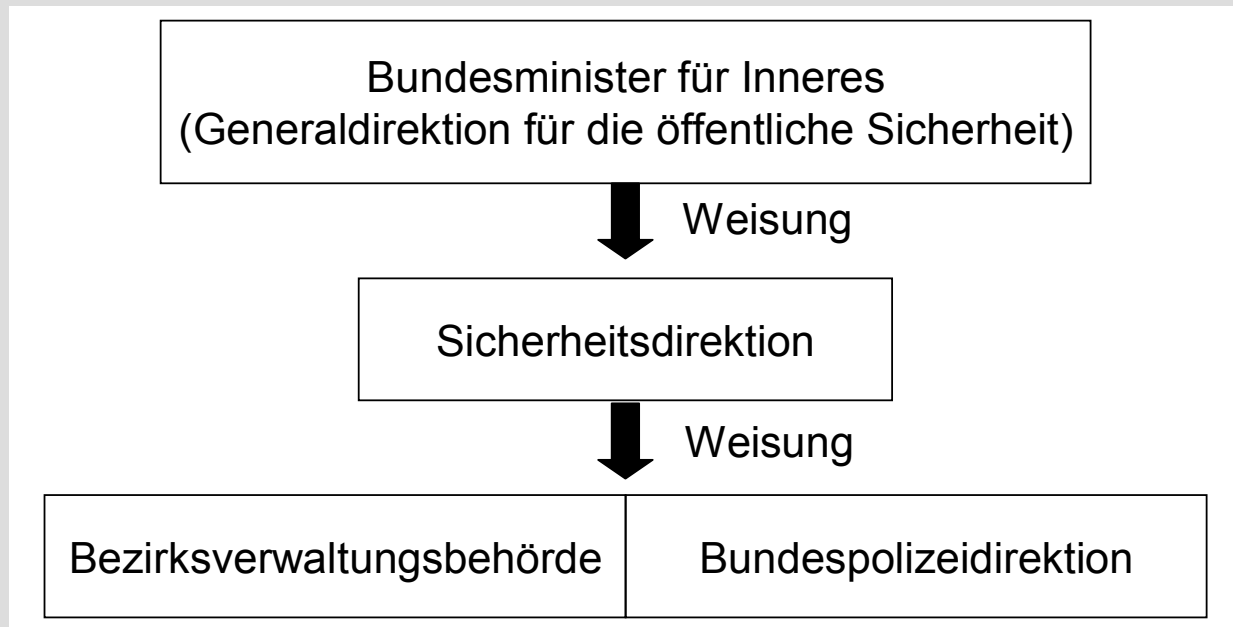 Bundesminister für Inneres
(Generaldirektion für die öffentliche Sicherheit)
Weisung
Sicherheitsdirektion
Weisung
Bezirksverwaltungsbehörde
Bundespolizeidirektion